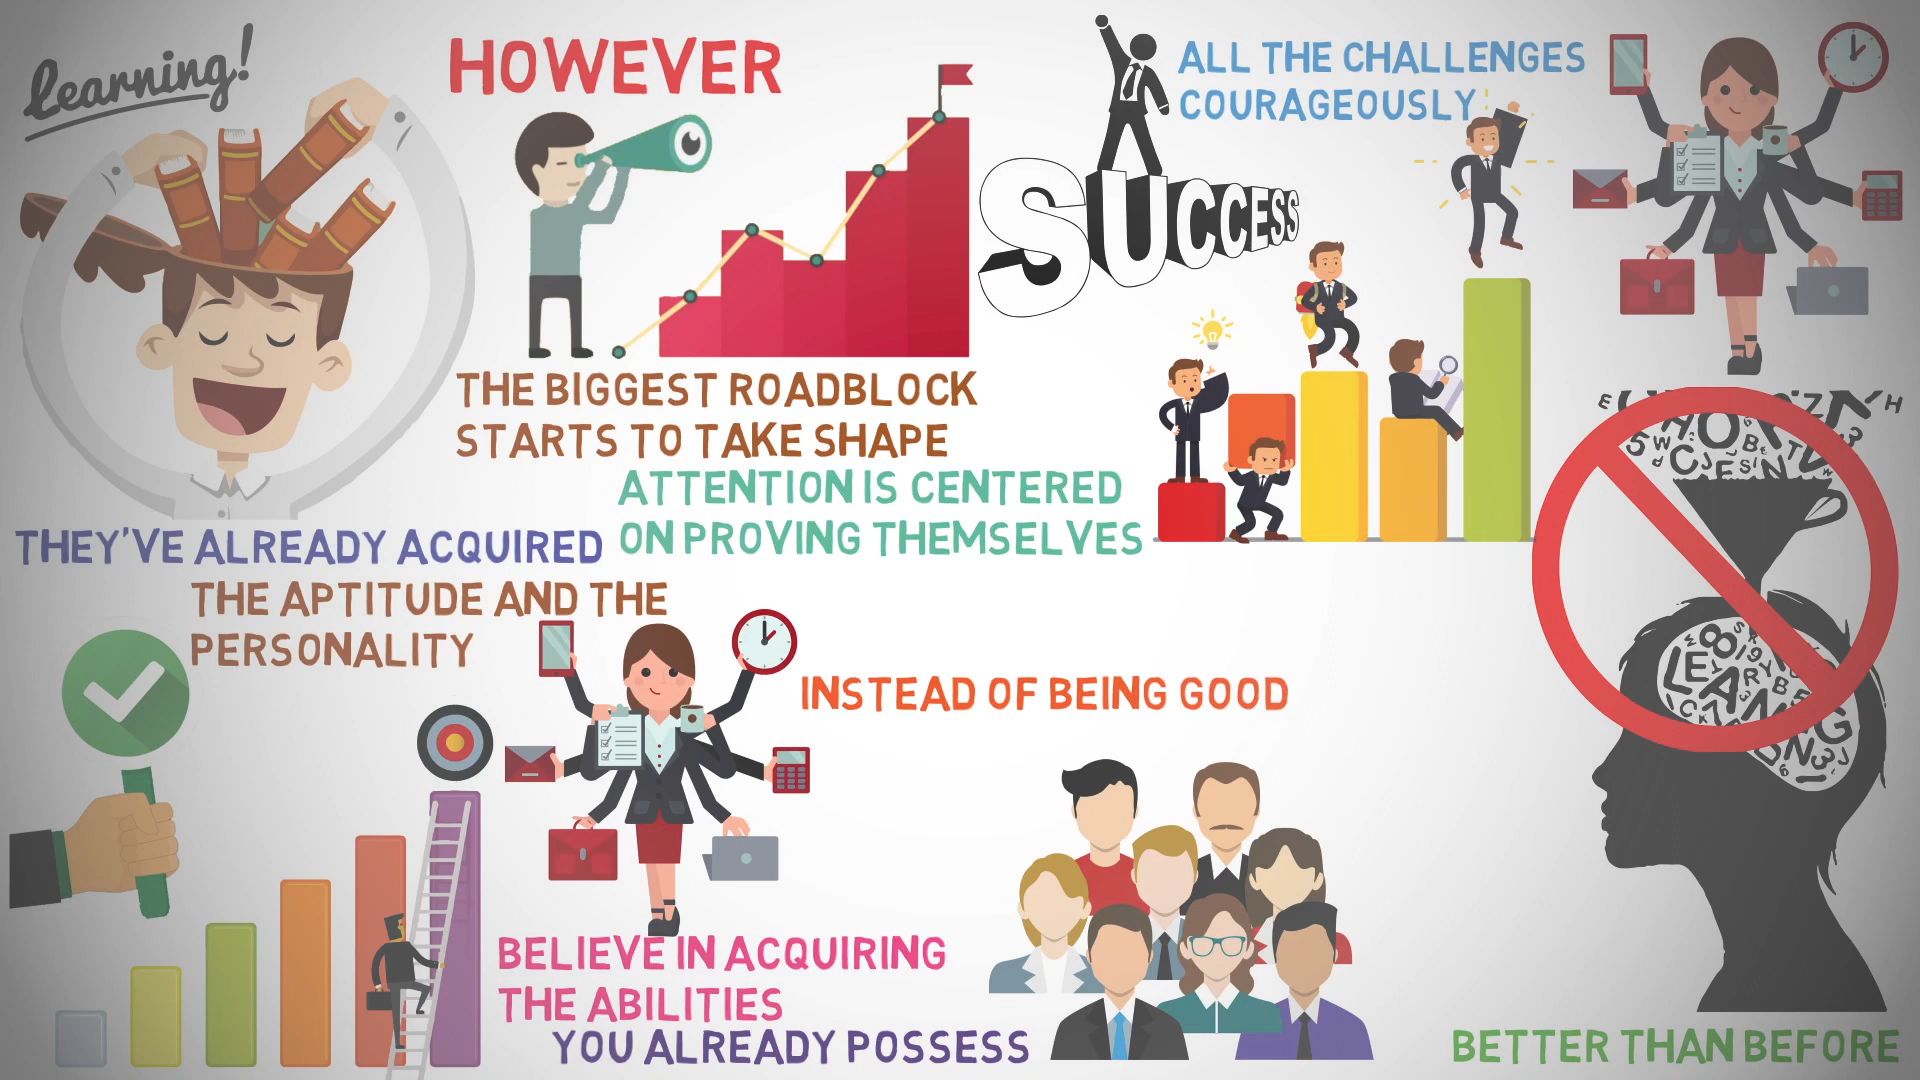 Learning!
HOWEVER
THE BIGGEST ROADBLOCK
STARTS TO TAKE SHAPE
SUCCESS
ALL THE CHALLENGES
COURAGEOUSLY
ATTENTION IS CENTERED
ON PROVING THEMSELVES
THEY'VE ALREADY ACQUIRED
THE APTITUDE AND THE
PERSONALITY
INSTEAD OF BEING GOOD
BELIEVE IN ACQUIRING
THE ABILITIES
YOU ALREADY POSSESS
LEARNING
BETTER THAN BEFORE